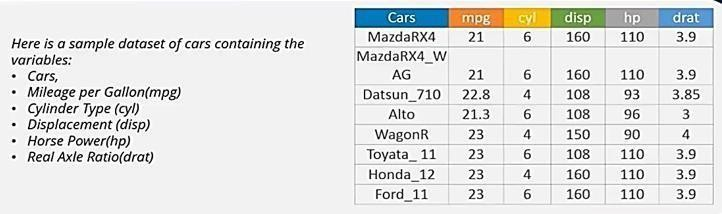 Here is a sample dataset of cars containing the
variables:
• Cars,
• Mileage per Gallon(mpg)
• Cylinder Type (cyl)
• Displacement (disp)
• Horse Power(hp)
• Real Axle Ratio(drat)
Cars mpg cyl disp hp drat
MazdaRX4 21 6 160 110 3.9
MazdaRX4_W
AG 21 6 160 110 3.9
Datsun_710 22.8 4 108 93 3.85
Alto 21.3 6 108 96 3
WagonR 23 4 150 90 4
Toyata_ 11 23 6 108 110 3.9
Honda_12 23 4 160 110 3.9
Ford_11 23 6 160 110 3.9